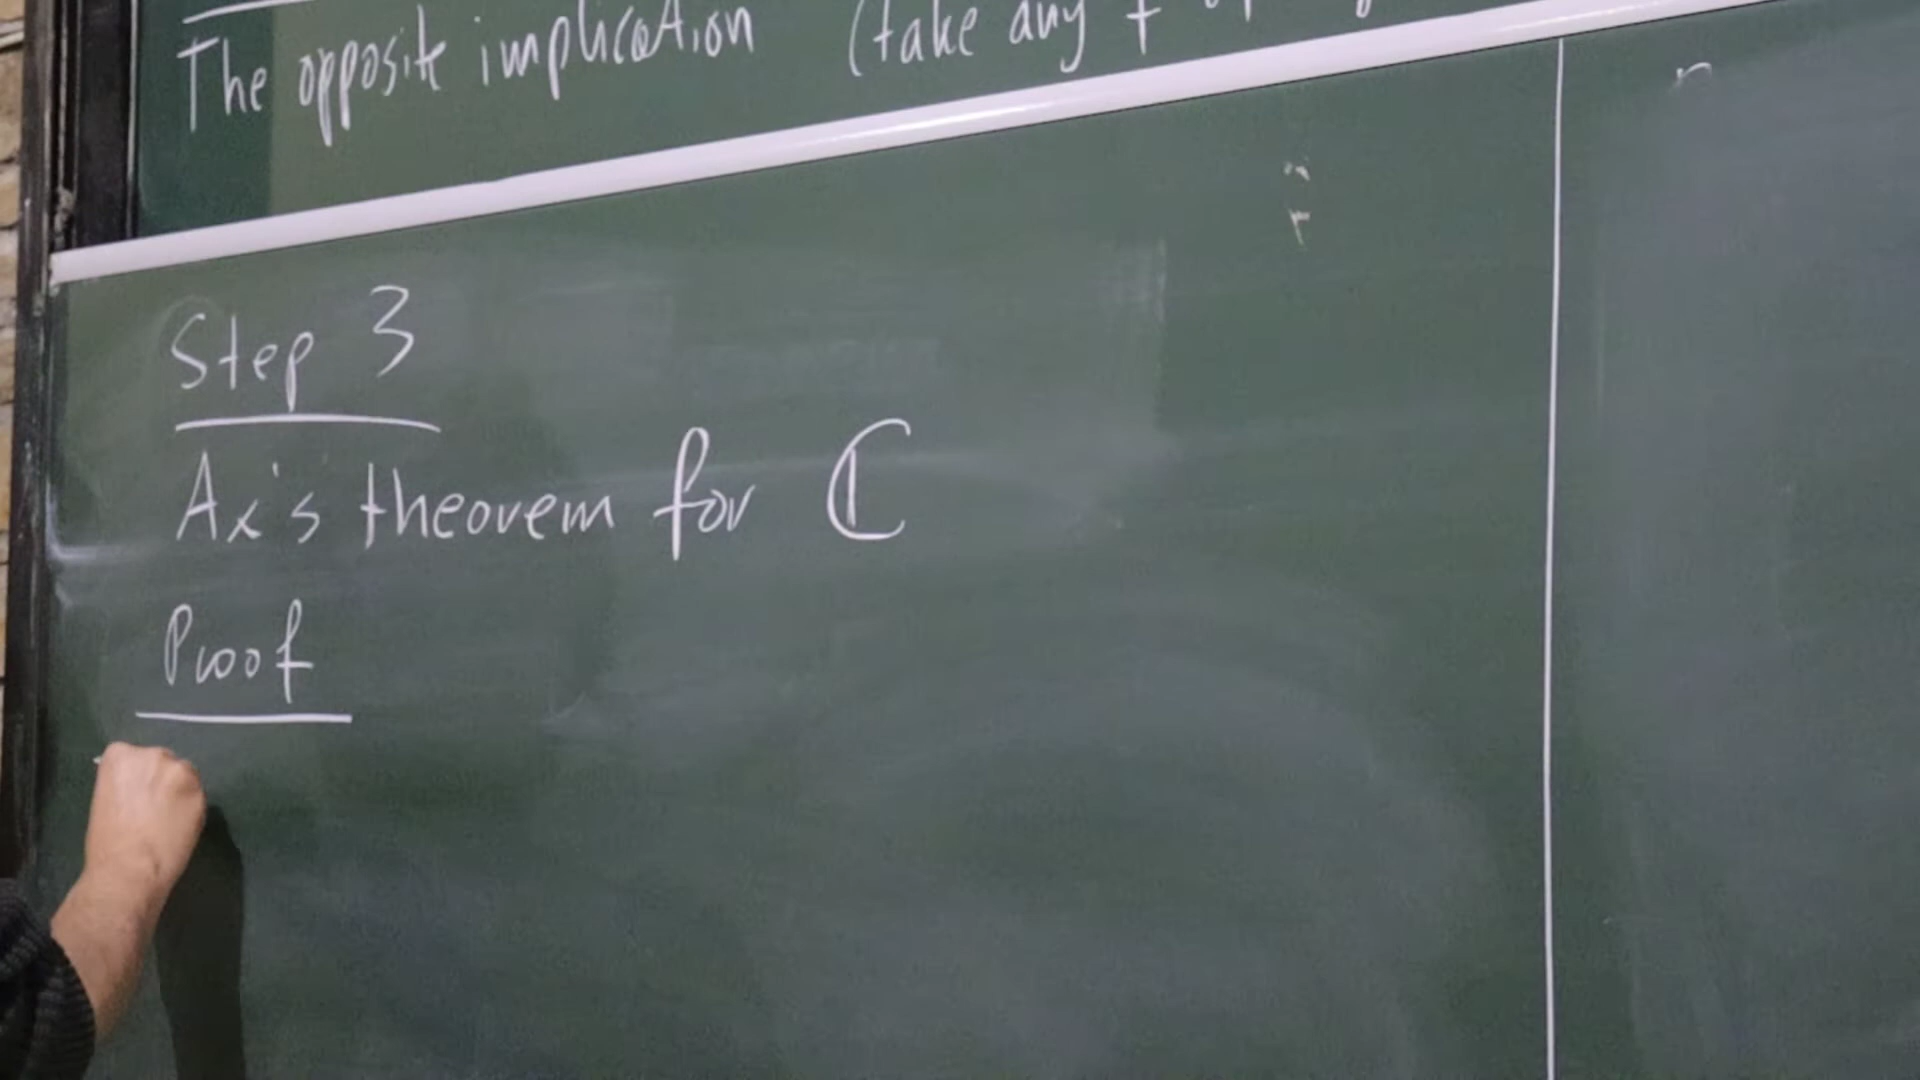 The opposite implication (take any
Step 3
Ax's theorem for ℂ
Proof